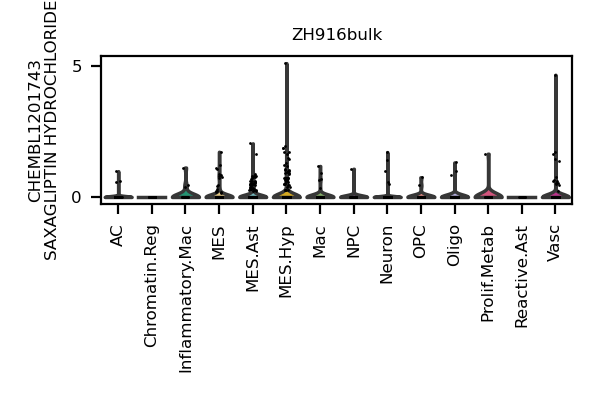 ZH916bulk
CHEMBL1201743
SAXAGLIPTIN HYDROCHLORIDE
5
0
AC
Chromatin.Reg
Inflammatory.Mac
MES
MES.Ast
MES.Hyp
Mac
NPC
Neuron
OPC
Oligo
Prolif.Metab
Reactive.Ast
Vasc